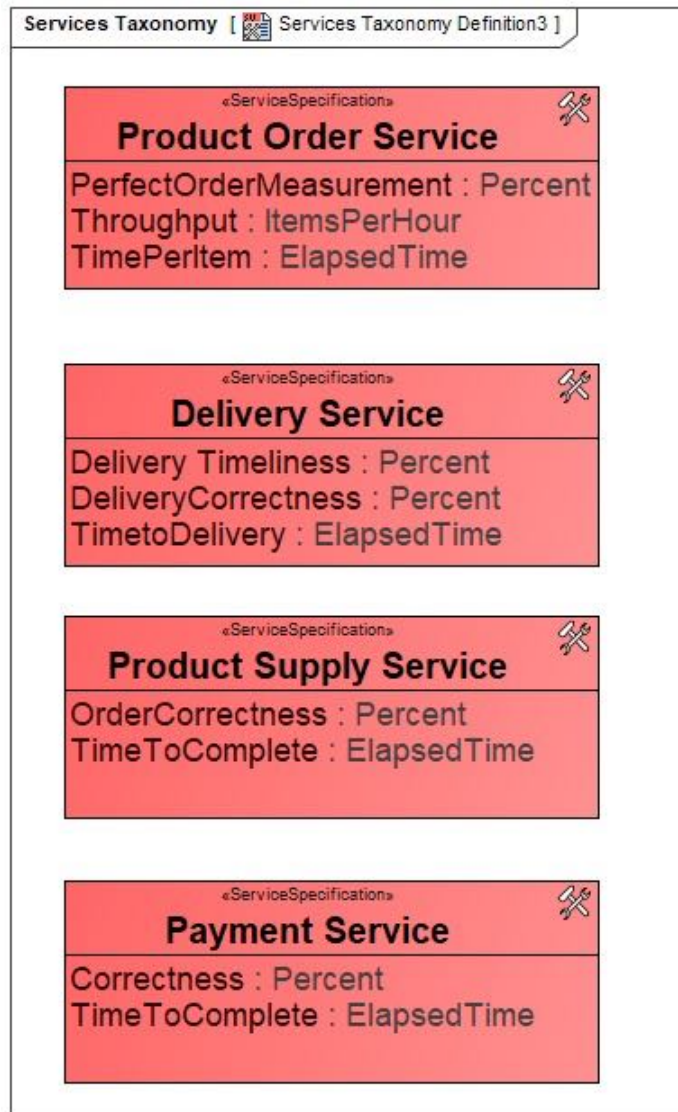 Services Taxonomy [ Services Taxonomy Definition3 ]
«ServiceSpecification»
Product Order Service
PerfectOrderMeasurement : Percent
Throughput : ItemsPerHour
TimePerItem : ElapsedTime
«ServiceSpecification»
Delivery Service
Delivery Timeliness : Percent
DeliveryCorrectness : Percent
TimetoDelivery : ElapsedTime
«ServiceSpecification»
Product Supply Service
OrderCorrectness : Percent
TimeToComplete : ElapsedTime
«ServiceSpecification»
Payment Service
Correctness : Percent
TimeToComplete : ElapsedTime